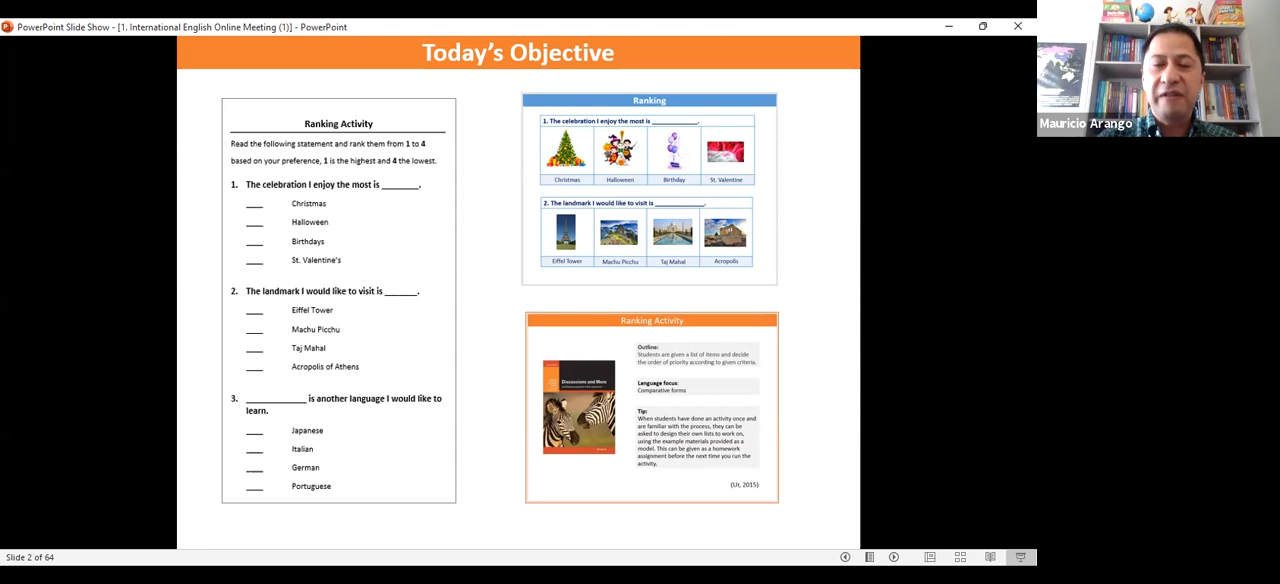 PowerPoint Slide Show - [1. International English Online Meeting (1)] - PowerPoint
Today's Objective
Ranking Activity
Read the following statement and rank them from 1 to 4
based on your preference, 1 is the highest and 4 the lowest.
1. The celebration I enjoy the most is ________.
____ Christmas
____ Halloween
____ Birthdays
____ St. Valentine's
2. The landmark I would like to visit is _______.
____ Eiffel Tower
____ Machu Picchu
____ Taj Mahal
____ Acropolis of Athens
3. _____________ is another language I would like to
learn.
____ Japanese
____ Italian
____ German
____ Portuguese
Ranking
1. The celebration I enjoy the most is ____________.
Christmas Halloween Birthday St. Valentine
2. The landmark I would like to visit is ____________.
Eiffel Tower Machu Picchu Taj Mahal Acropolis
Ranking Activity
Discussions and More
Outline:
Students are given a list of items and decide
the order of priority according to given criteria.
Language focus:
Comparative forms
Tip:
When students have done an activity once and
are familiar with the process, they can be
asked to design their own lists to work on,
using the example materials provided as a
model. This can be given as a homework
assignment before the next time you run the
activity.
(Ur, 2015)
Mauricio Arango
Slide 2 of 64